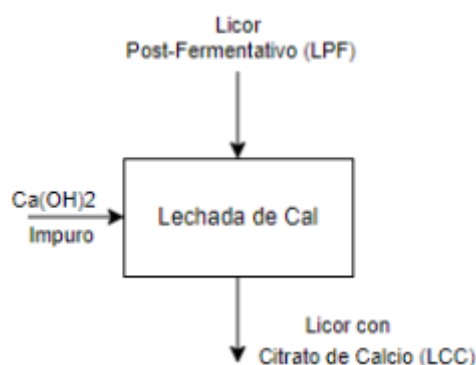 Licor
Post-Fermentativo (LPF)
Ca(OH)2
Impuro
Lechada de Cal
Licor con
Citrato de Calcio (LCC)